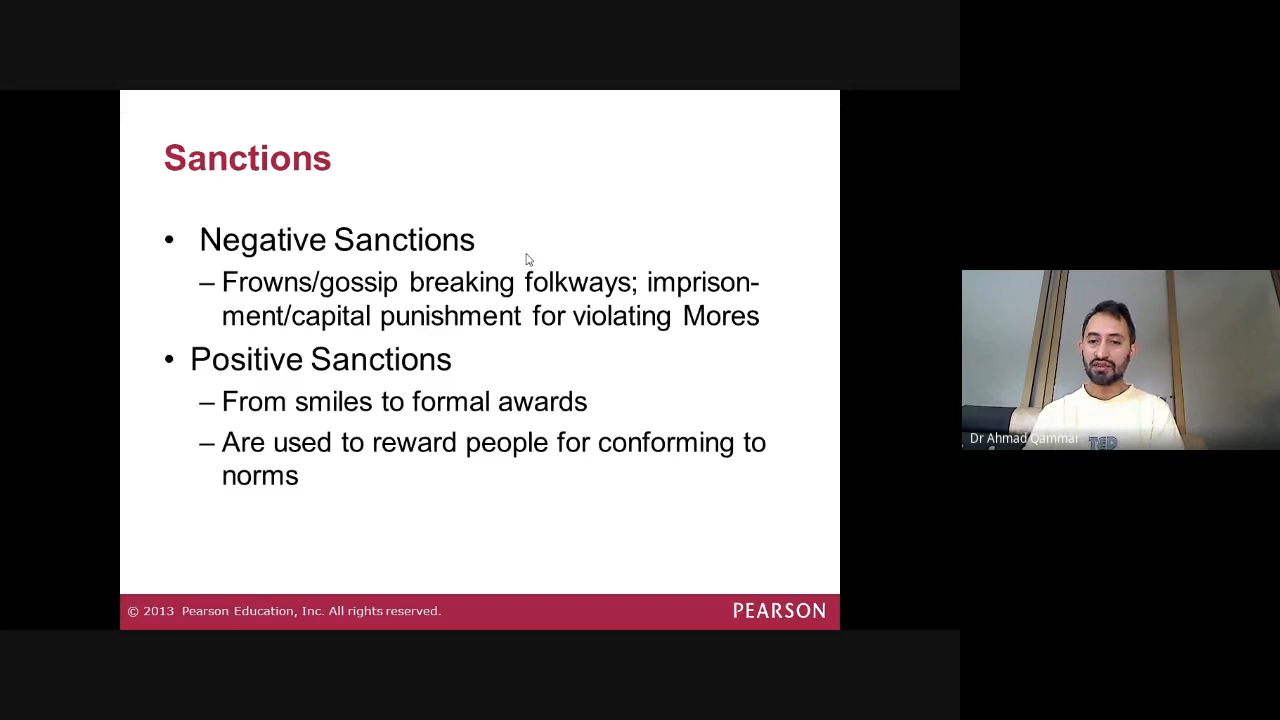 Sanctions
• Negative Sanctions
– Frowns/gossip breaking folkways; imprison-
ment/capital punishment for violating Mores
• Positive Sanctions
– From smiles to formal awards
– Are used to reward people for conforming to
norms
© 2013 Pearson Education, Inc. All rights reserved.
PEARSON
Dr Ahmad Qammar
TED